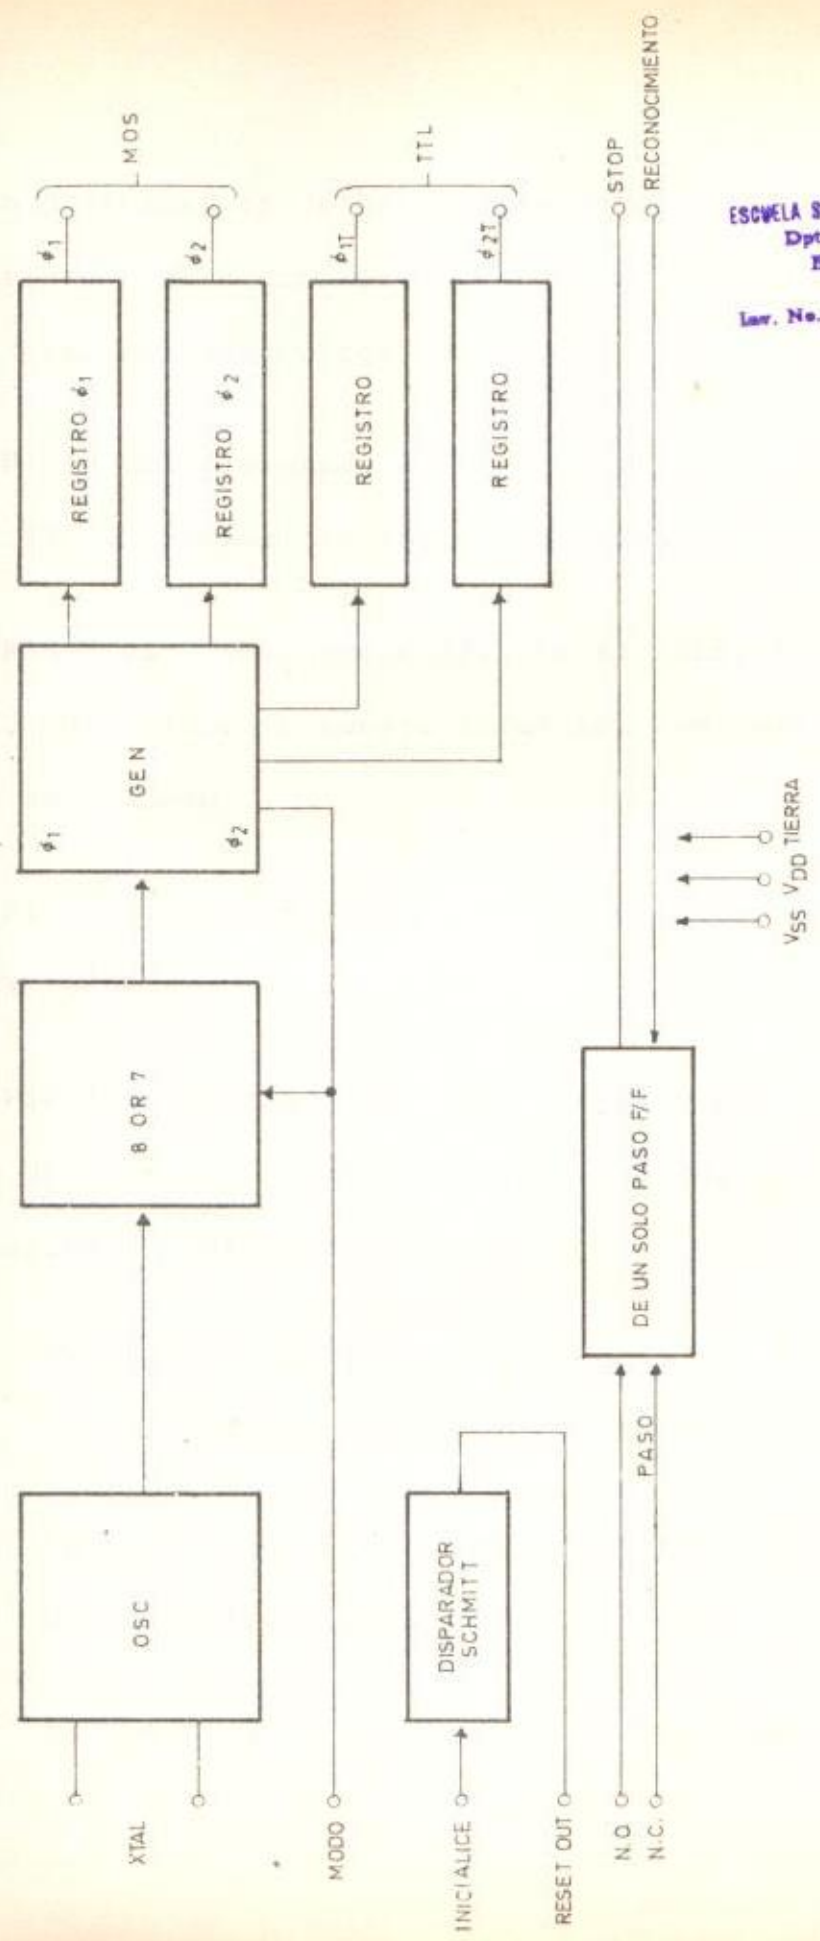 XTAL
OSC
8 OR 7
GEN
ϕ1
ϕ2
REGISTRO ϕ1
REGISTRO ϕ2
REGISTRO
REGISTRO
ϕ1
ϕ2
MOS
ϕ1T
ϕ2T
TTL
MODO
INICIALICE
DISPARADOR
SCHMITT
RESET OUT
N.O.
N.C.
PASO
DE UN SOLO PASO F/F
STOP
RECONOCIMIENTO
VSS VDD TIERRA
ESCUELA S
Dpt
Inv. No.